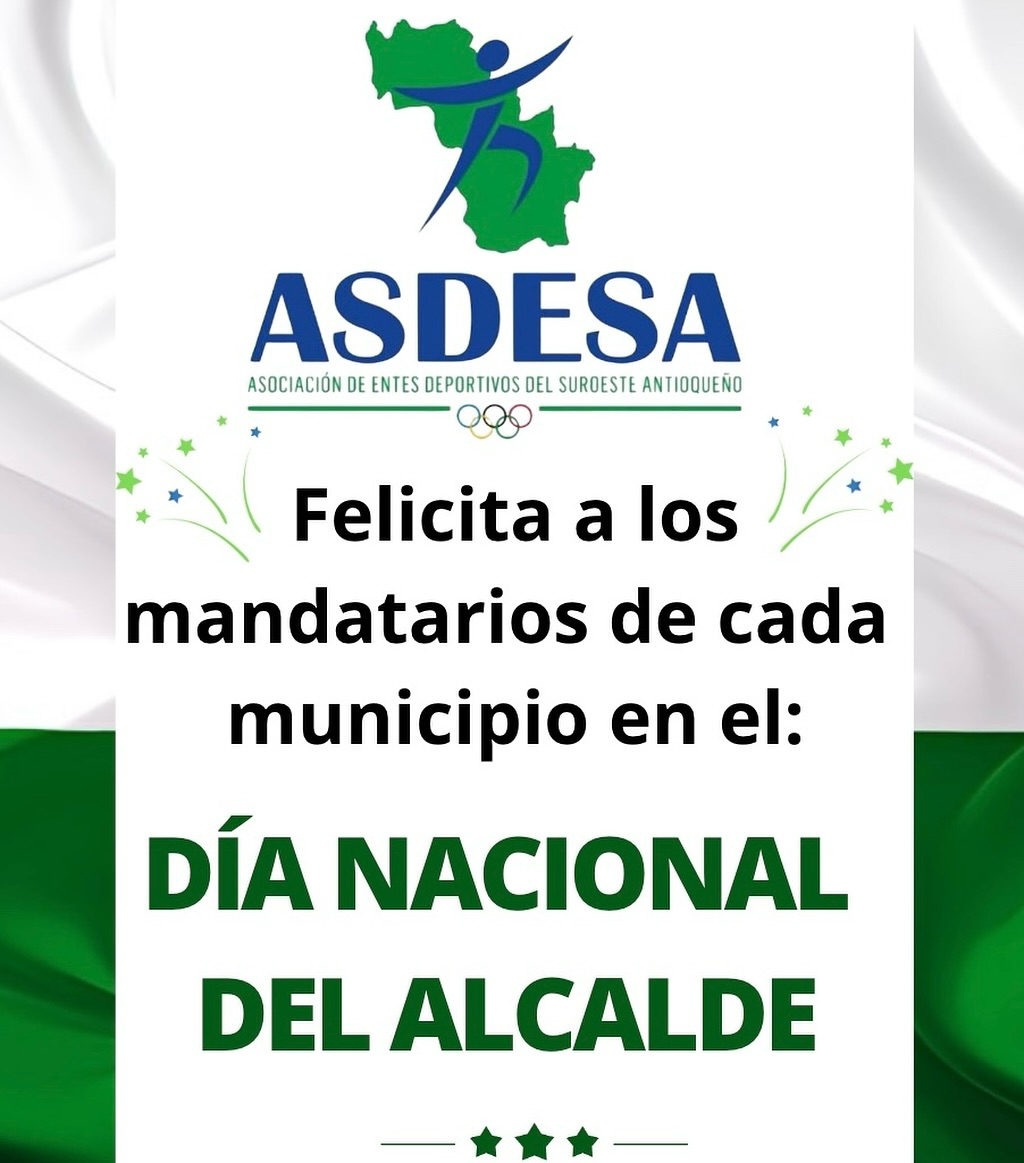 ASDESA
ASOCIACIÓN DE ENTES DEPORTIVOS DEL SUROESTE ANTIOQUEÑO
Felicita a los
mandatarios de cada
municipio en el:
DÍA NACIONAL
DEL ALCALDE